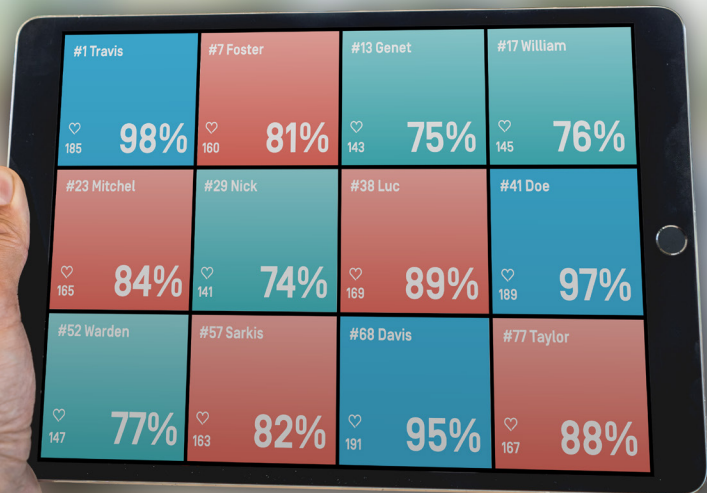 #1 Travis
185 98%
#7 Foster
160 81%
#13 Genet
143 75%
#17 William
145 76%
#23 Mitchel
165 84%
#29 Nick
141 74%
#38 Luc
169 89%
#41 Doe
189 97%
#52 Warden
147 77%
#57 Sarkis
163 82%
#68 Davis
191 95%
#77 Taylor
167 88%